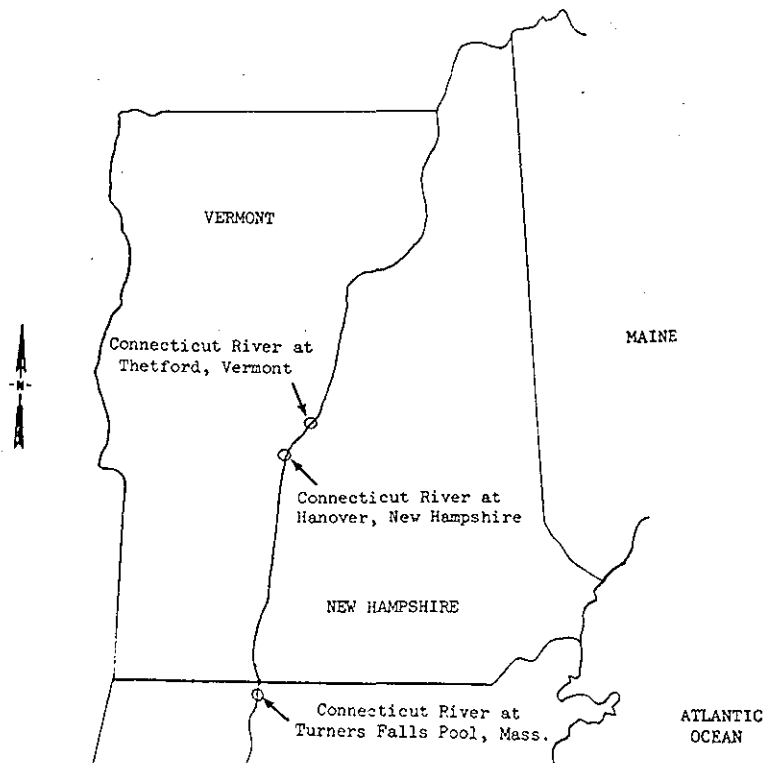 VERMONT
Connecticut River at
Thetford, Vermont
MAINE
N
Connecticut River at
Hanover, New Hampshire
NEW HAMPSHIRE
Connecticut River at
Turners Falls Pool, Mass.
ATLANTIC
OCEAN